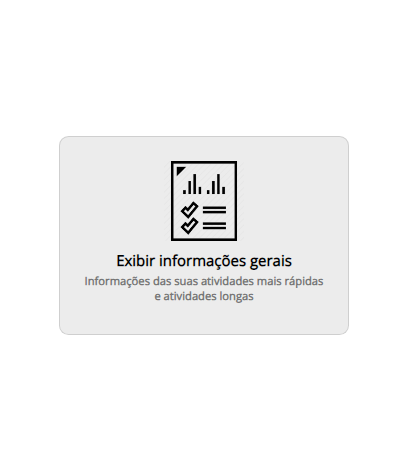 Exibir informações gerais
Informações das suas atividades mais rápidas
e atividades longas